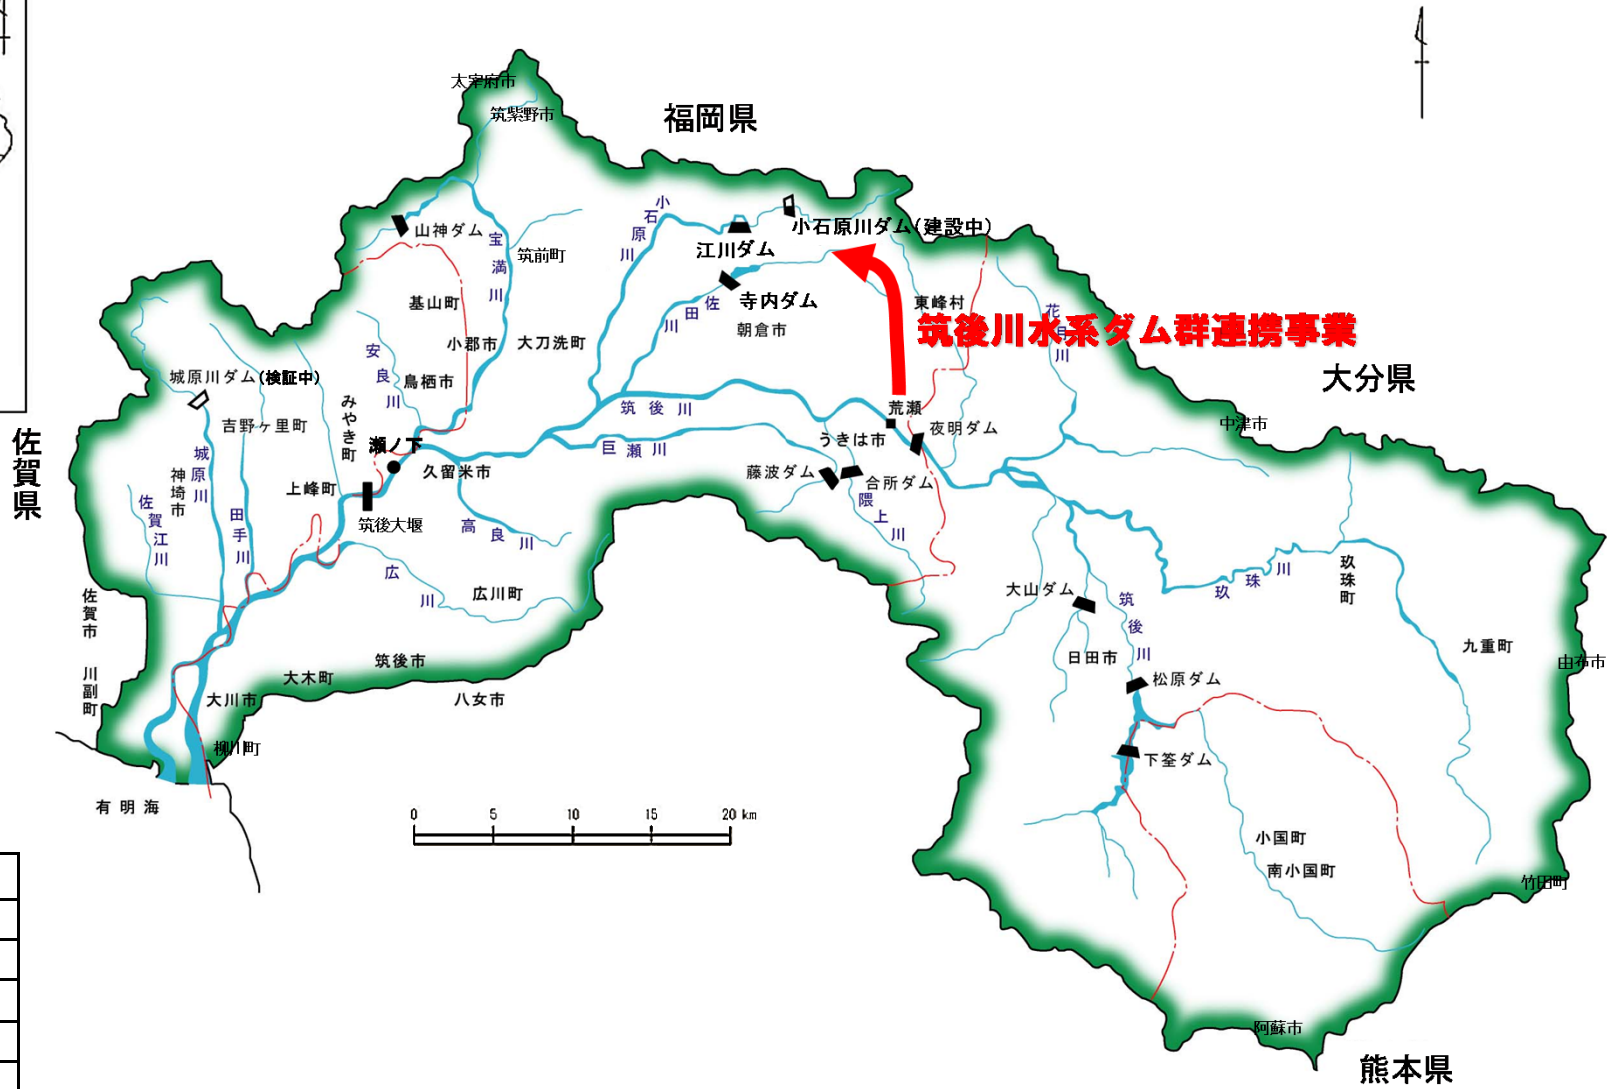 太宰府市
筑紫野市
福岡県
小石原川
小石原川ダム(建設中)
山神ダム
宝満川
筑前町
江川ダム
寺内ダム
佐田川
朝倉市
基山町
小郡市
大刀洗町
東峰村
花月川
筑後川水系ダム群連携事業
大分県
城原川ダム(検証中)
安良川
鳥栖市
みやき町
吉野ヶ里町
瀬ノ下
久留米市
筑後川
荒瀬
うきは市
夜明ダム
中津市
巨瀬川
藤波ダム
合所ダム
隈上川
佐賀県
城原川
神埼市
佐賀江川
田手川
上峰町
筑後大堰
高良川
広川
広川町
佐賀市
川副町
大山ダム
筑後川
玖珠川
玖珠町
九重町
由布市
日田市
松原ダム
下筌ダム
筑後市
大木町
大川市
八女市
柳川町
有明海
0 5 10 15 20 km
小国町
南小国町
竹田町
阿蘇市
熊本県